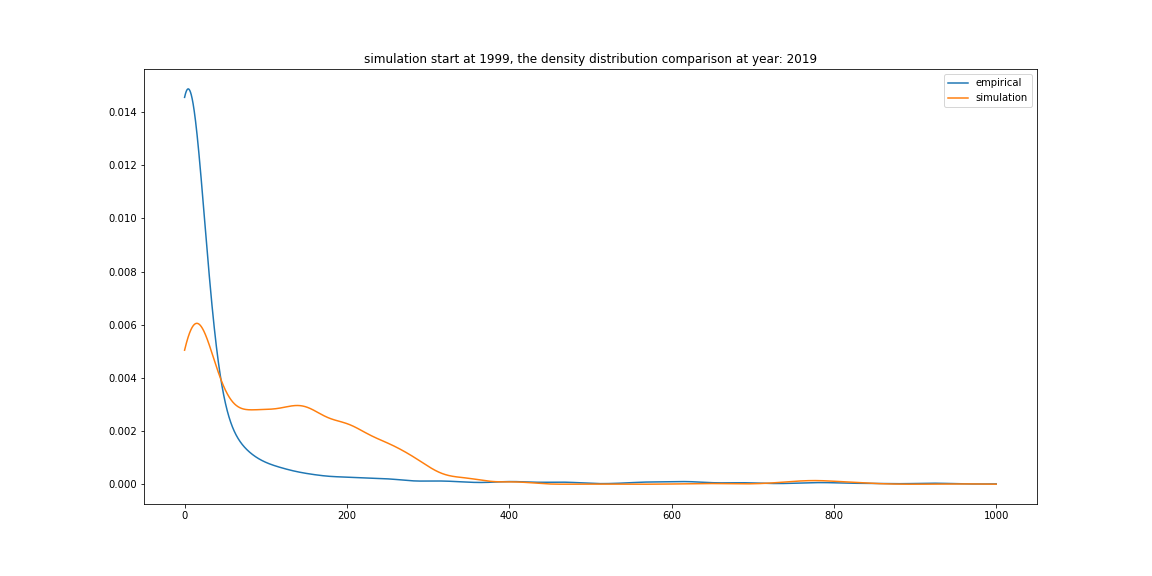 simulation start at 1999, the density distribution comparison at year: 2019
empirical
simulation
0.014
0.012
0.010
0.008
0.006
0.004
0.002
0.000
0 200 400 600 800 1000